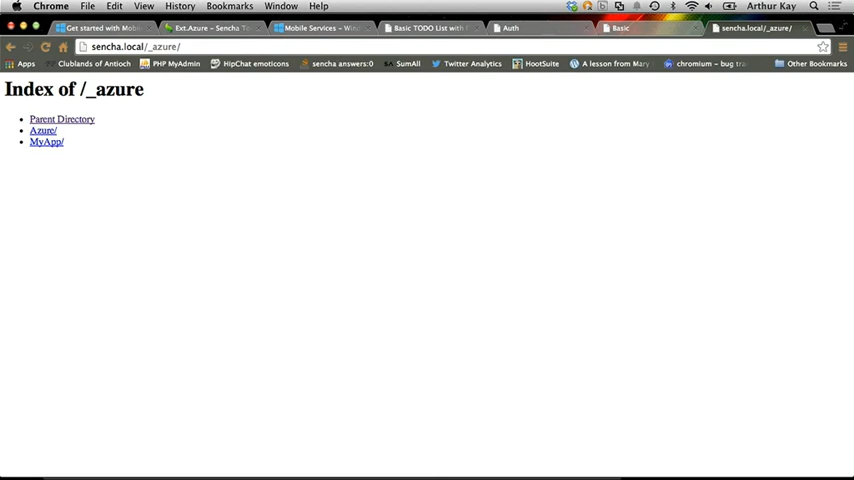 Chrome File Edit View History Bookmarks Window Help Arthur Kay
Get started with Mobi Ext.Azure - Sencha To Mobile Services - Win Basic TODO List with Auth Basic sencha.local/_azure/
sencha.local/_azure/
Apps Clublands of Antioch PHP MyAdmin HipChat emoticons sencha answers:0 SumAll Twitter Analytics HootSuite A lesson from Mary chromium - bug tra Other Bookmarks
Index of /_azure
Parent Directory
Azure/
MyApp/